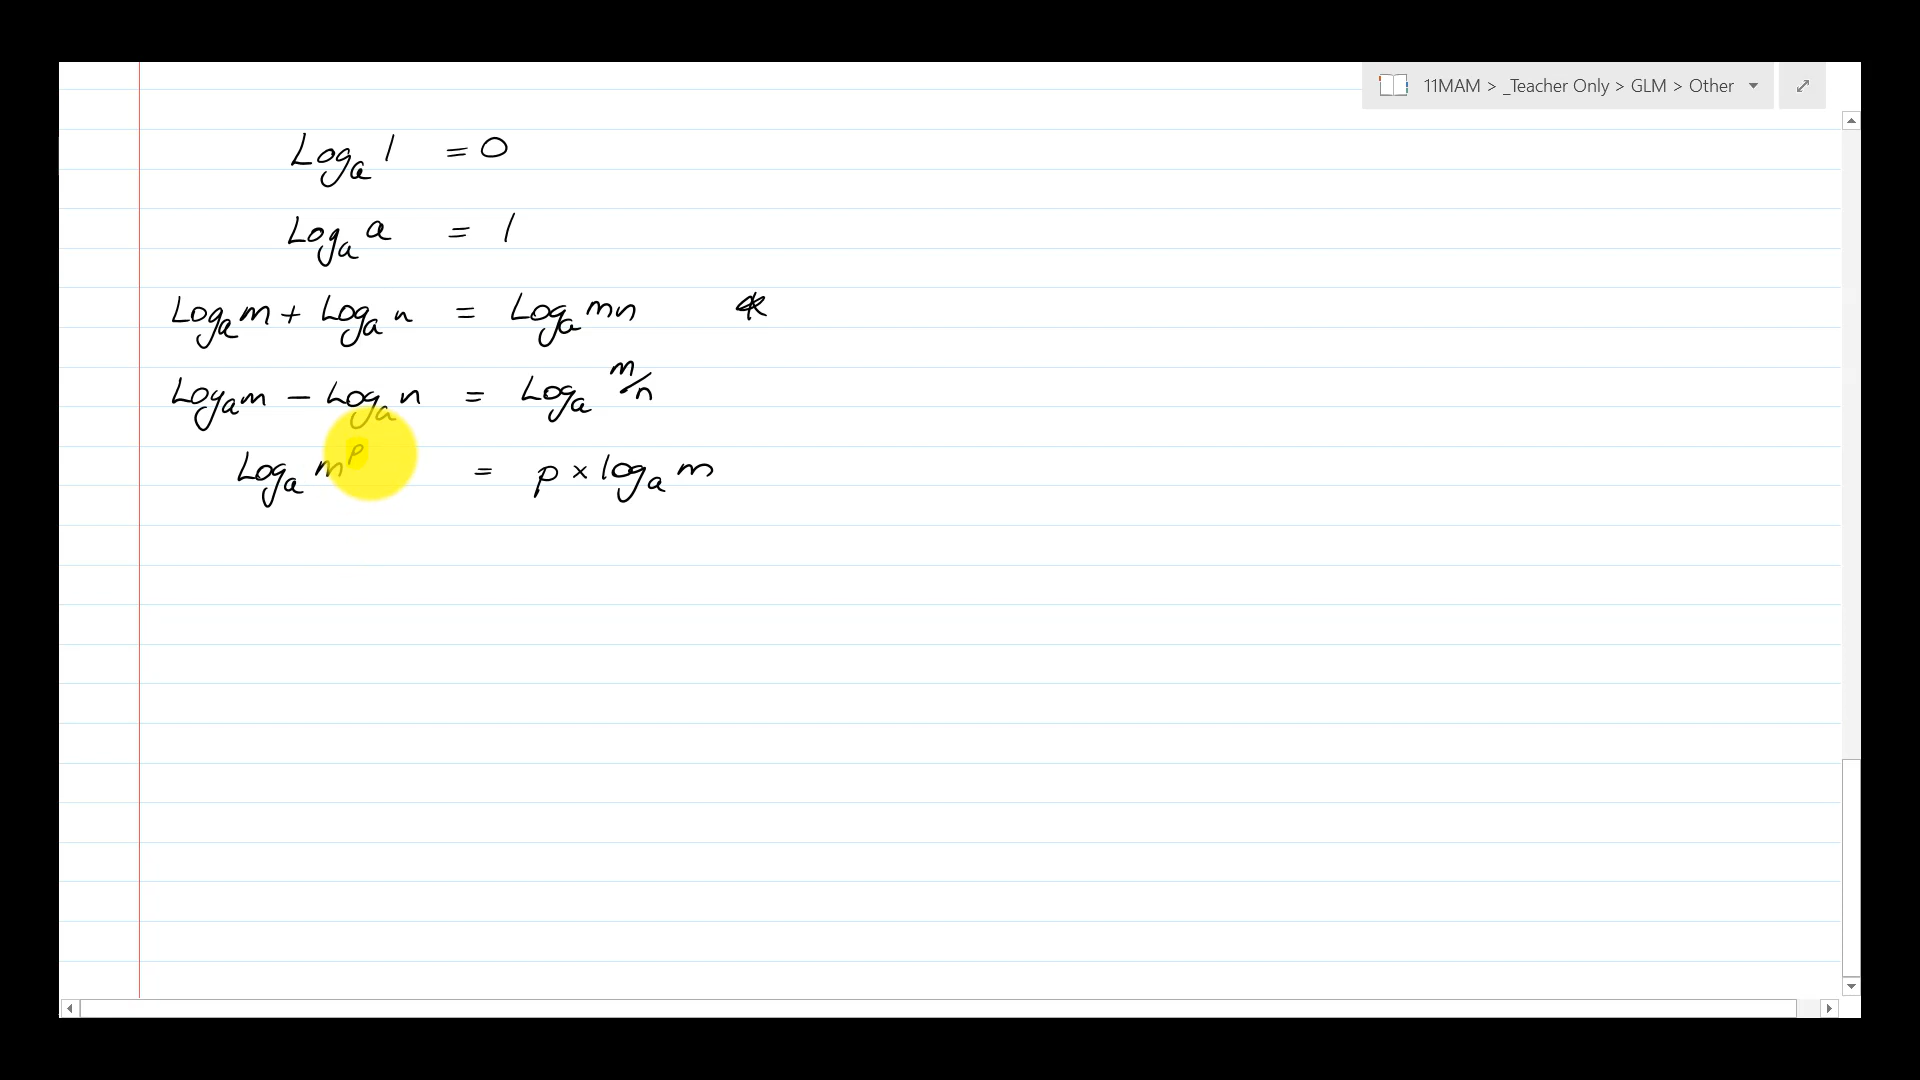 11MAM > _Teacher Only > GLM > Other
Logₐ 1 = 0
Logₐ a = 1
Logₐ m + Logₐ n = Logₐ mn *
Logₐ m − Logₐ n = Logₐ m/n
Logₐ mᵖ = p × logₐ m